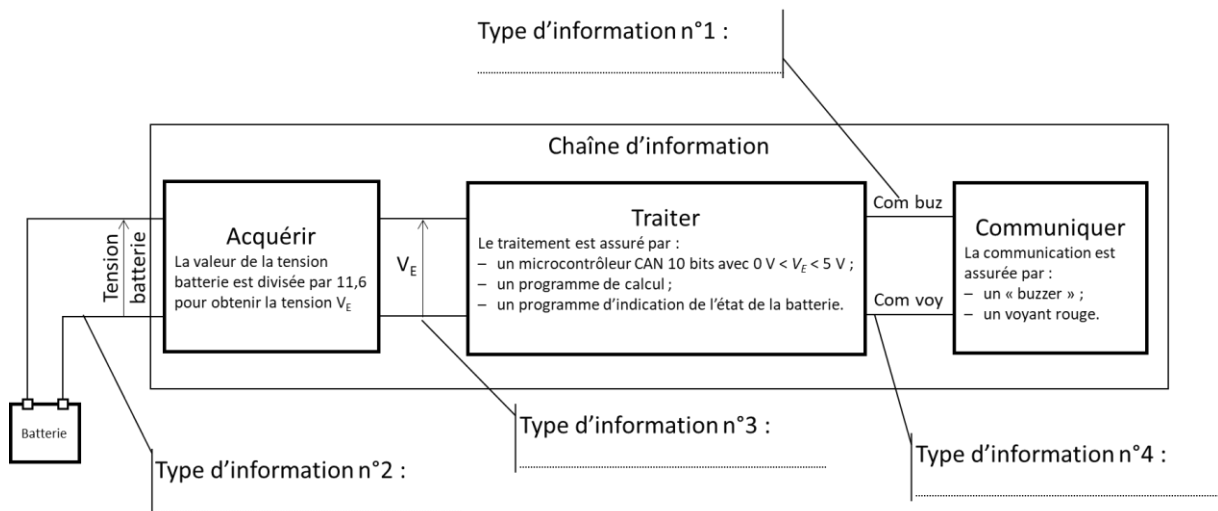 Type d’information n°1 :
Chaîne d’information
Acquérir
La valeur de la tension
batterie est divisée par 11,6
pour obtenir la tension VE
Tension
batterie
VE
Traiter
Le traitement est assuré par :
– un microcontrôleur CAN 10 bits avec 0 V < VE < 5 V ;
– un programme de calcul ;
– un programme d’indication de l’état de la batterie.
Com buz
Com voy
Communiquer
La communication est
assurée par :
– un « buzzer » ;
– un voyant rouge.
Batterie
Type d’information n°2 :
Type d’information n°3 :
Type d’information n°4 :